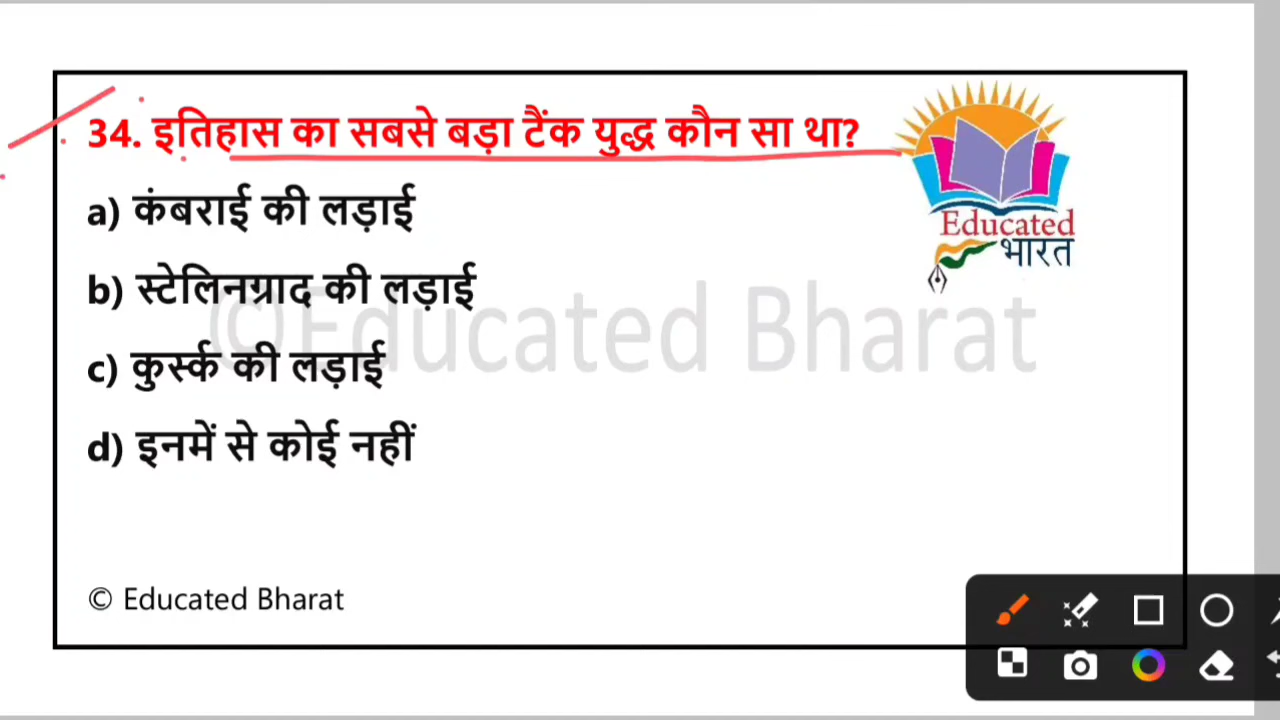 34. इतिहास का सबसे बड़ा टैंक युद्ध कौन सा था?
a) कंबराई की लड़ाई
b) स्टेलिनग्राद की लड़ाई
c) कुर्स्क की लड़ाई
d) इनमें से कोई नहीं
Educated
भारत
©Educated Bharat
© Educated Bharat